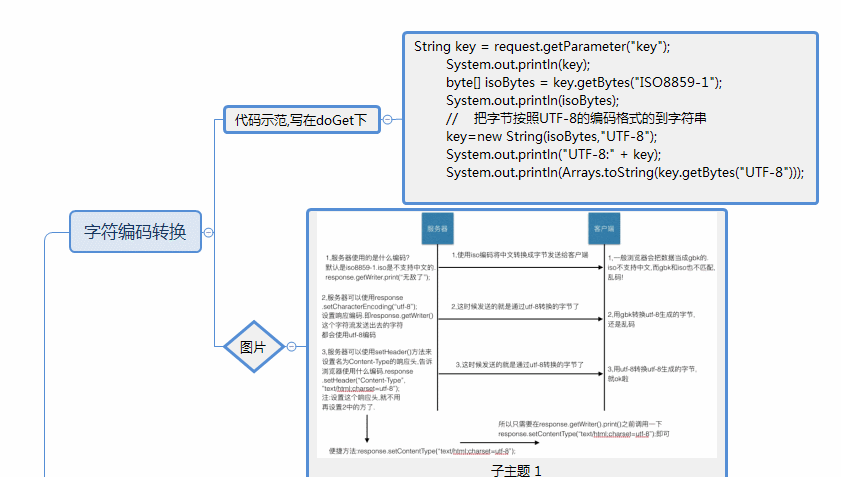 String key = request.getParameter("key");
System.out.println(key);
byte[] isoBytes = key.getBytes("ISO8859-1");
System.out.println(isoBytes);
// 把字节按照UTF-8的编码格式的到字符串
key=new String(isoBytes,"UTF-8");
System.out.println("UTF-8:" + key);
System.out.println(Arrays.toString(key.getBytes("UTF-8")));
代码示范,写在doGet下
字符编码转换
图片
服务器
客户端
1,服务器使用的是什么编码?
默认是iso8859-1.iso是不支持中文的.
response.getWriter.print("无敌了");
1,使用iso编码将中文转换成字节发送给客户端
1,一般浏览器会把数据当成gbk的.
iso不支持中文,而gbk和iso也不匹配,
乱码!
2,服务器可以使用response
.setCharacterEncoding("utf-8");
设置响应编码.即response.getWriter()
这个字符流发送出去的字符
都会使用utf-8编码
2,这时候发送的就是通过utf-8转换的字节了
2,用gbk转换utf-8生成的字节,
还是乱码
3,服务器可以使用setHeader()方法来
设置名为Content-Type的响应头,告诉
浏览器使用什么编码.response
.setHeader("Content-Type",
"text/html;charset=utf-8");
注:设置这个响应头,就不用
再设置2中的方了.
3,这时候发送的就是通过utf-8转换的字节了
3,用utf-8转换utf-8生成的字节,
就ok啦
所以只需要在response.getWriter().print()之前调用一下
response.setContentType("text/html;charset=utf-8");即可
便捷方法:response.setContentType("text/html;charset=utf-8");
子主题 1